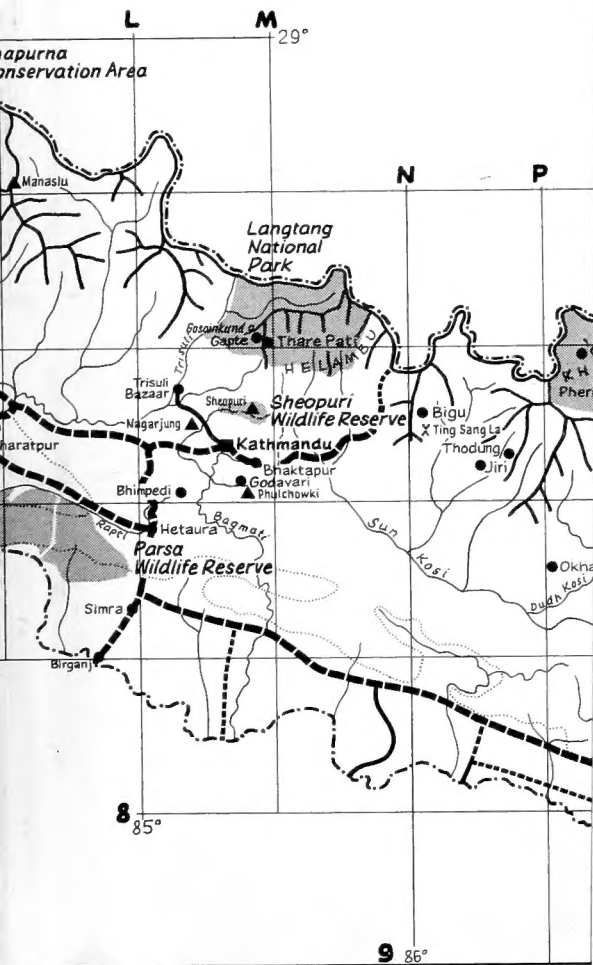 L M
29°
napurna
onservation Area
N P
Manaslu
Langtang
National
Park
Gosainkund
Gapte
Thare Pati
HELAMBU
Trisuli
KH
Pher
Trisuli
Bazaar
Sheopuri
Sheopuri
Wildlife Reserve
Nagarjung
Bigu
Ting Sang La
Kathmandu
Thodung
haratpur
Bhaktapur
Jiri
Godavari
Bhimpedi
Phulchowki
Rapti
Hetaura
Bagmati
Sun Kosi
Parsa
Wildlife Reserve
Okha
Dudh Kosi
Simra
Birganj
8
85°
9 86°